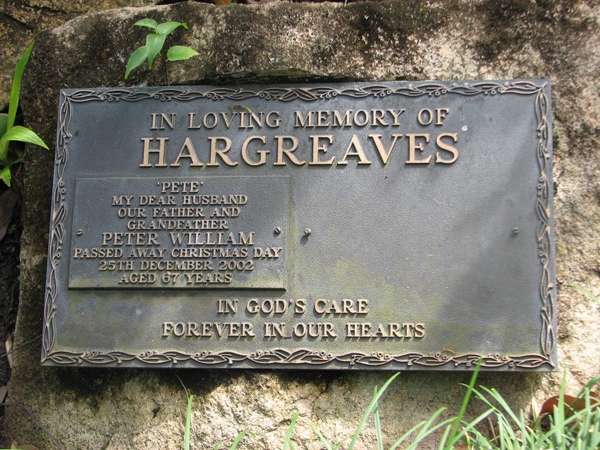 IN LOVING MEMORY OF
HARGREAVES
'PETE'
MY DEAR HUSBAND
OUR FATHER AND
GRANDFATHER
PETER WILLIAM
PASSED AWAY CHRISTMAS DAY
25TH DECEMBER 2002
AGED 67 YEARS
IN GOD'S CARE
FOREVER IN OUR HEARTS